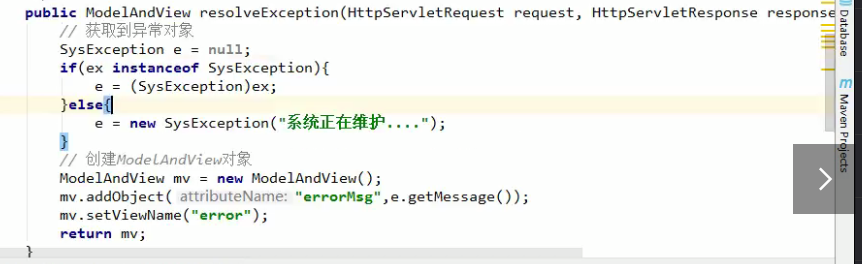 public ModelAndView resolveException(HttpServletRequest request, HttpServletResponse response
// 获取到异常对象
SysException e = null;
if(ex instanceof SysException){
e = (SysException)ex;
}else{
e = new SysException("系统正在维护....");
}
// 创建ModelAndView对象
ModelAndView mv = new ModelAndView();
mv.addObject( attributeName: "errorMsg",e.getMessage());
mv.setViewName("error");
return mv;
}
Database
Maven Projects